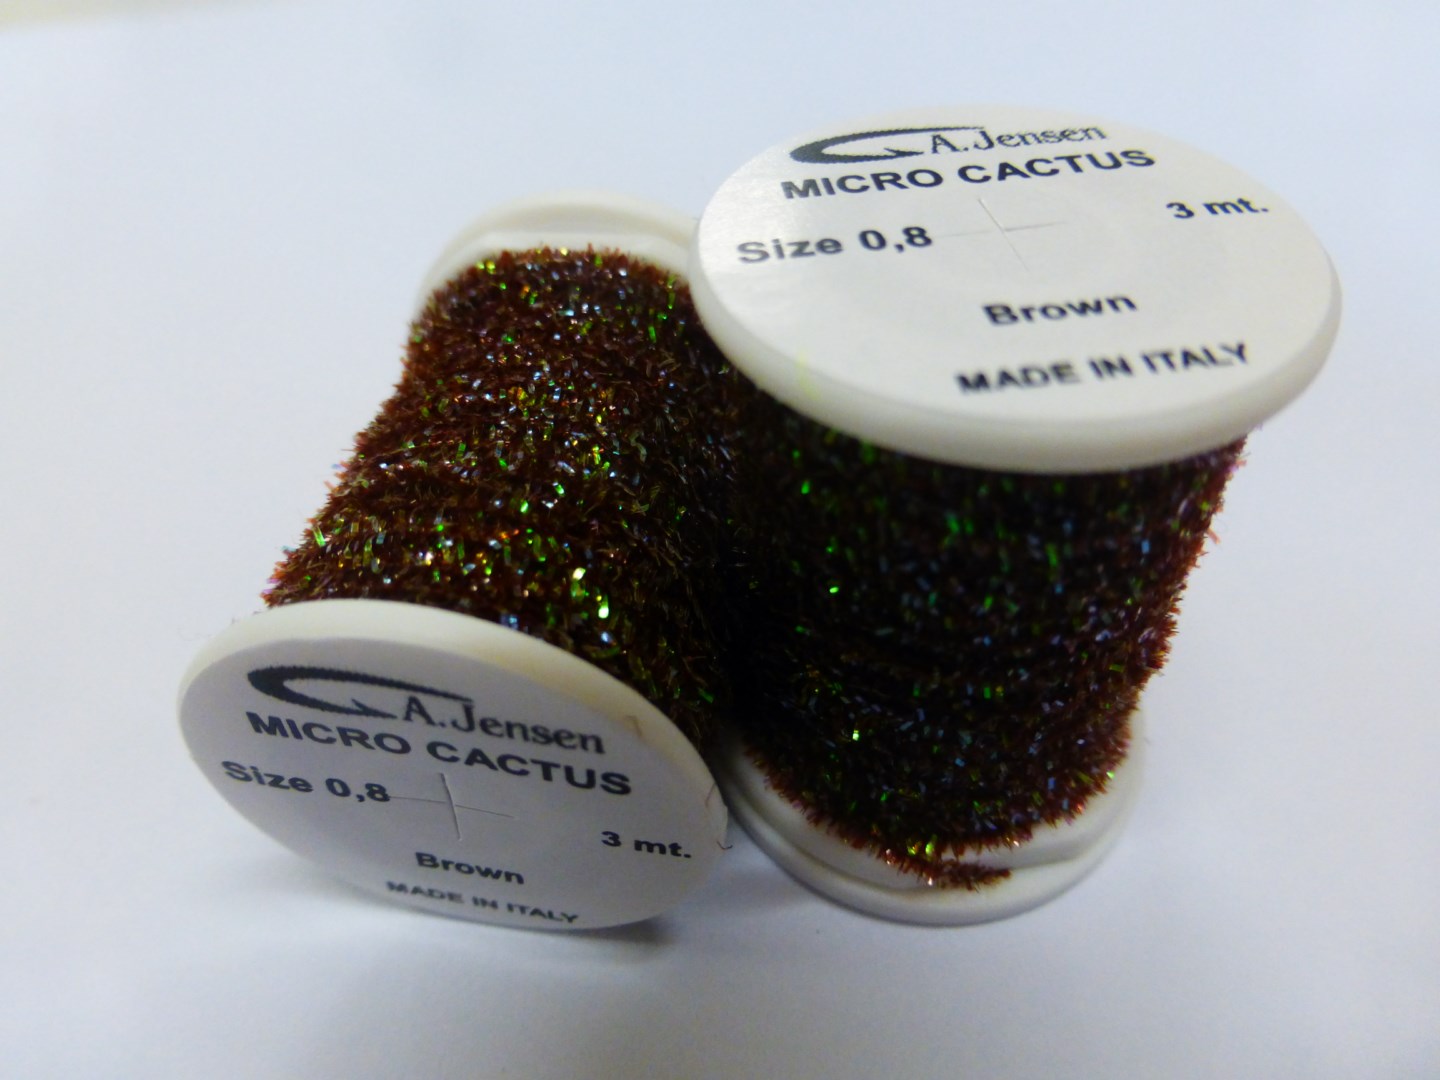 A.Jensen
MICRO CACTUS
3 mt.
Size 0,8
Brown
MADE IN ITALY
A.Jensen
MICRO CACTUS
Size 0,8
3 mt.
Brown
MADE IN ITALY